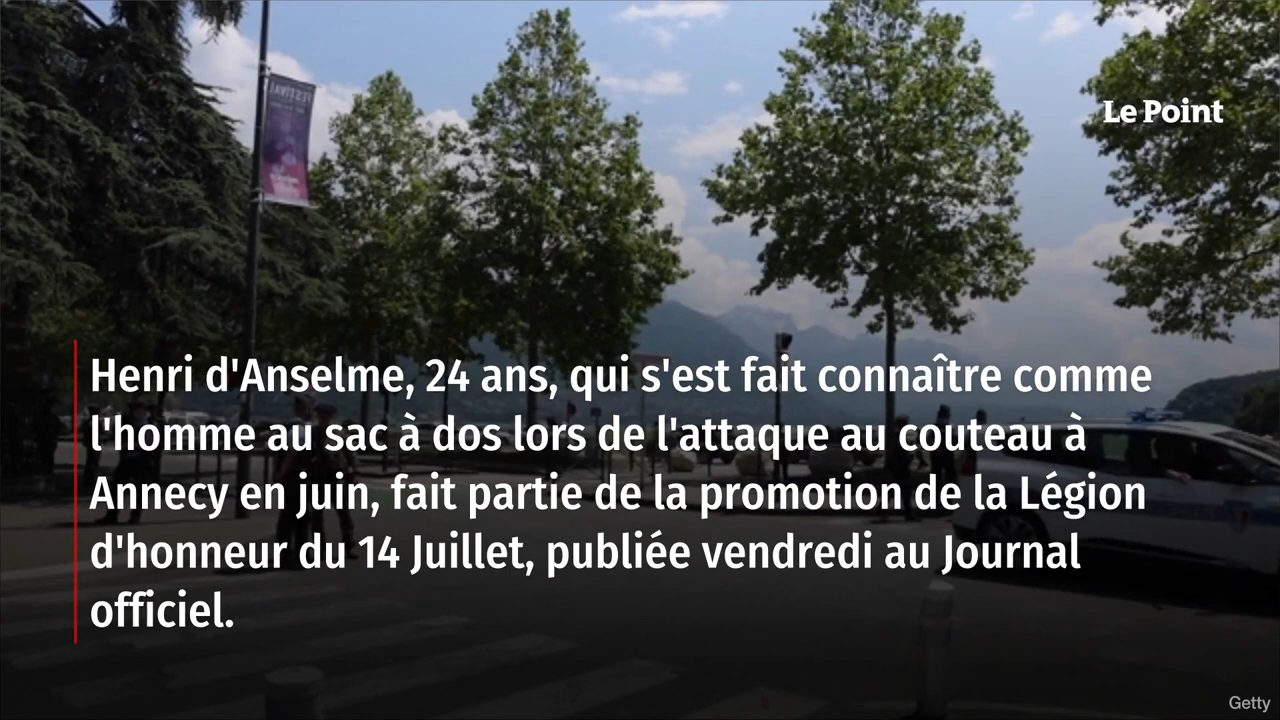 FESTIVAL
Le Point
Henri d'Anselme, 24 ans, qui s'est fait connaître comme
l'homme au sac à dos lors de l'attaque au couteau à
Annecy en juin, fait partie de la promotion de la Légion
d'honneur du 14 Juillet, publiée vendredi au Journal
officiel.
Getty